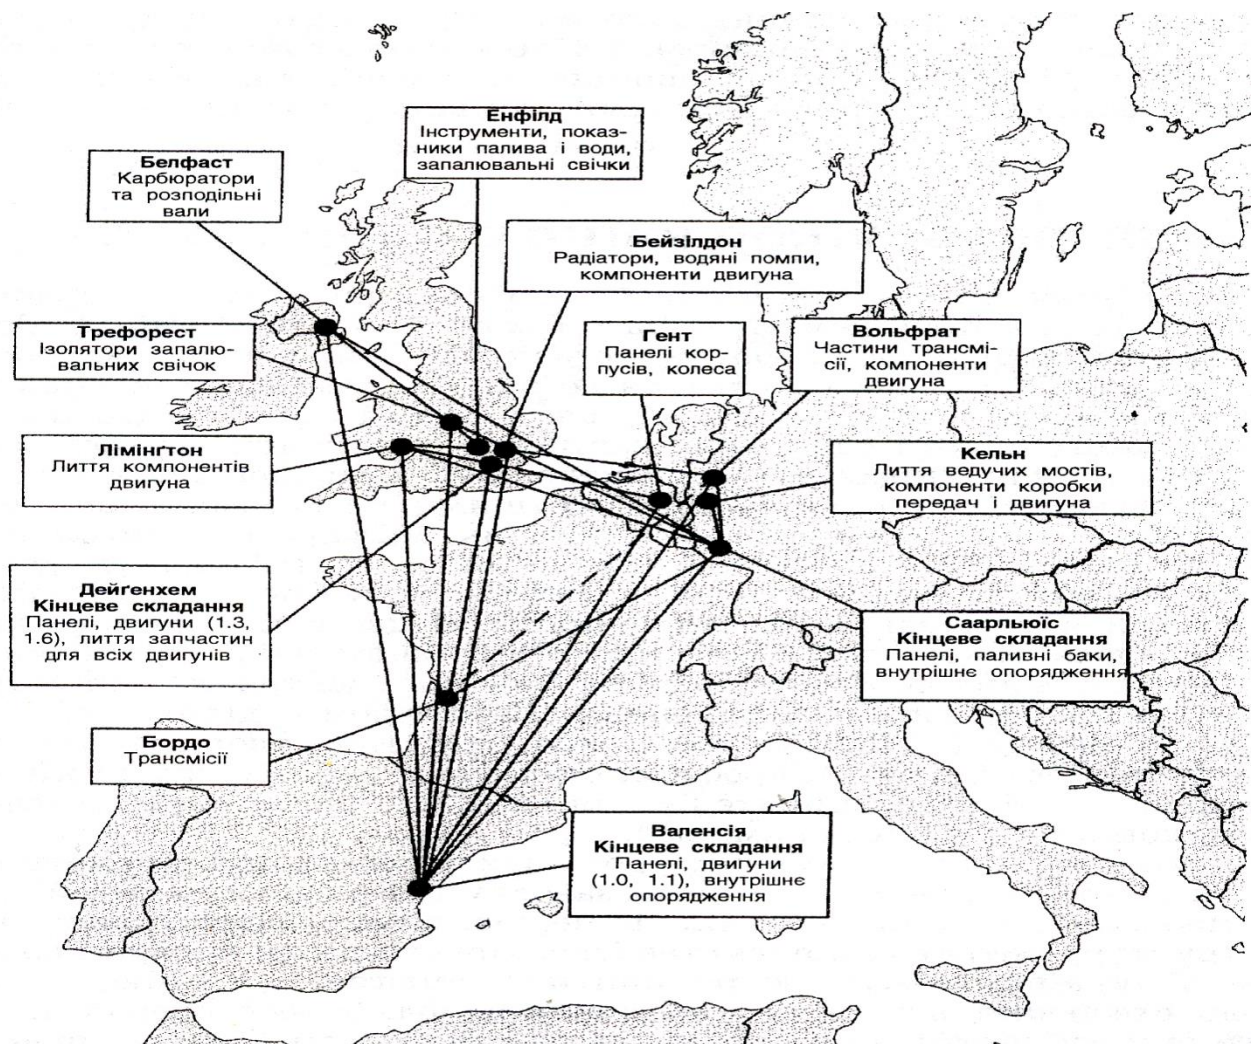 Енфілд
Інструменти, показ-
ники палива і води,
запалювальні свічки
Белфаст
Карбюратори
та розподільні
вали
Бейзілдон
Радіатори, водяні помпи,
компоненти двигуна
Трефорест
Ізолятори запалю-
вальних свічок
Гент
Панелі кор-
пусів, колеса
Вольфрат
Частини трансмі-
сії, компоненти
двигуна
Лімінґтон
Лиття компонентів
двигуна
Кельн
Лиття ведучих мостів,
компоненти коробки
передач і двигуна
Дейґенхем
Кінцеве складання
Панелі, двигуни (1.3,
1.6), лиття запчастин
для всіх двигунів
Саарльюїс
Кінцеве складання
Панелі, паливні баки,
внутрішнє опорядження
Бордо
Трансмісії
Валенсія
Кінцеве складання
Панелі, двигуни
(1.0, 1.1), внутрішнє
опорядження